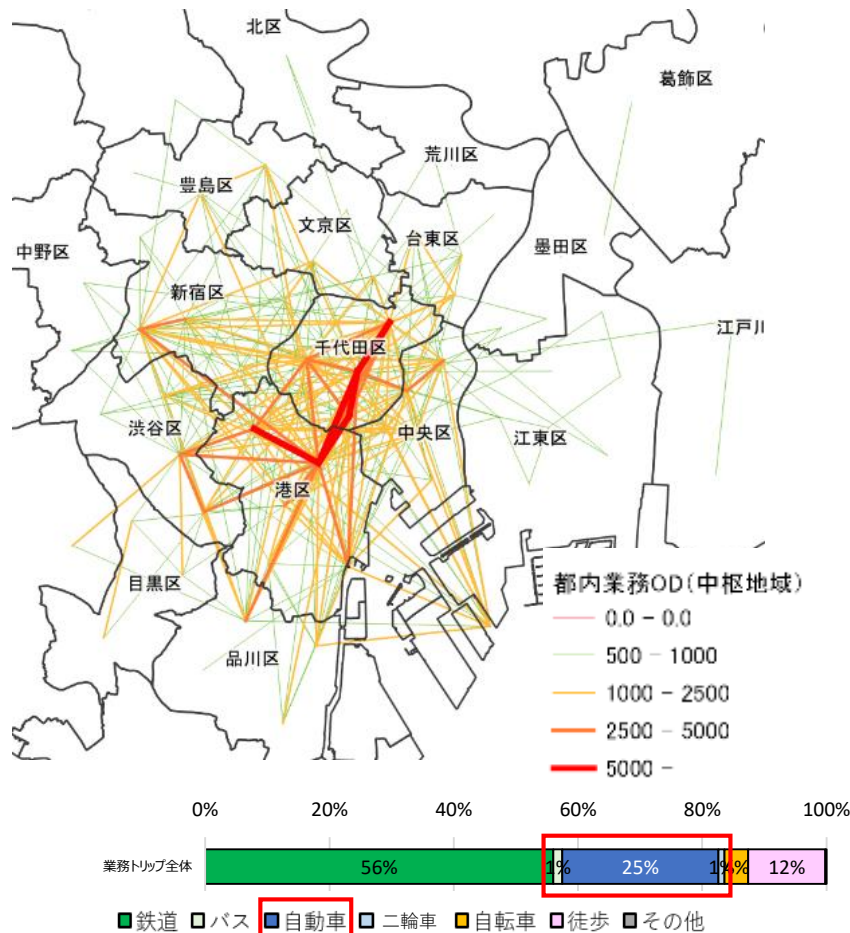 北区
葛飾区
荒川区
豊島区
文京区
台東区
中野区
墨田区
新宿区
江戸川
千代田区
渋谷区
中央区
江東区
港区
目黒区
品川区
都内業務OD(中枢地域)
0.0 - 0.0
500 - 1000
1000 - 2500
2500 - 5000
5000 -
0% 20% 40% 60% 80% 100%
業務トリップ全体 56% 1% 25% 1% 12%
鉄道 バス 自動車 二輪車 自転車 徒歩 その他